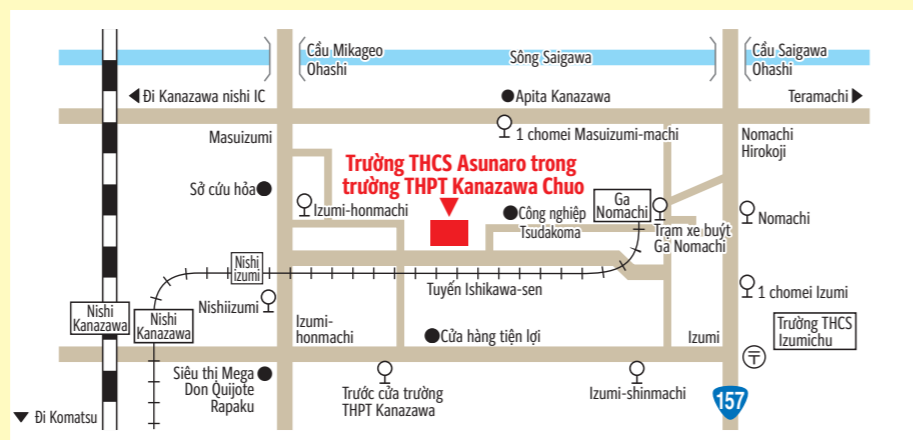 Cầu Mikageo
Ohashi
Sông Saigawa
Cầu Saigawa
Ohashi
Đi Kanazawa nishi IC
Apita Kanazawa
Teramachi
Masuizumi
1 chomei Masuizumi-machi
Nomachi
Hirokoji
Trường THCS Asunaro trong
trường THPT Kanazawa Chuo
Sở cứu hỏa
Izumi-honmachi
Công nghiệp
Tsudakoma
Ga
Nomachi
Trạm xe buýt
Ga Nomachi
Nomachi
Nishi
izumi
Tuyến Ishikawa-sen
Nishiizumi
1 chomei Izumi
Nishi
Kanazawa
Nishi
Kanazawa
Izumi-
honmachi
Cửa hàng tiện lợi
Izumi
Trường THCS
Izumichu
Siêu thị Mega
Don Quijote
Rapaku
Trước cửa trường
THPT Kanazawa
Izumi-shinmachi
157
Đi Komatsu